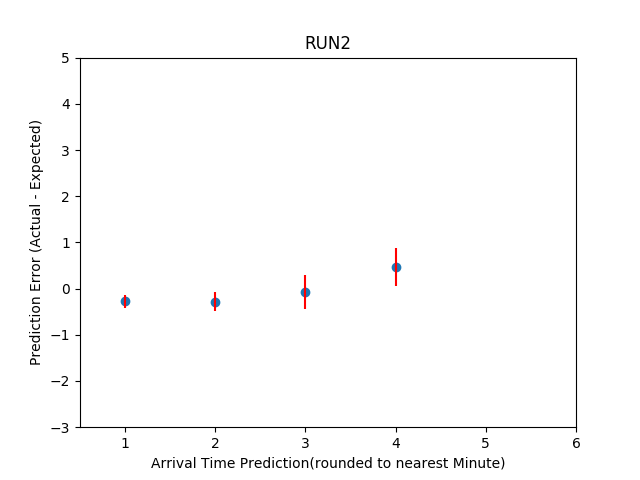 RUN2
5
4
3
2
1
0
−1
−2
−3
Prediction Error (Actual - Expected)
1 2 3 4 5 6
Arrival Time Prediction(rounded to nearest Minute)